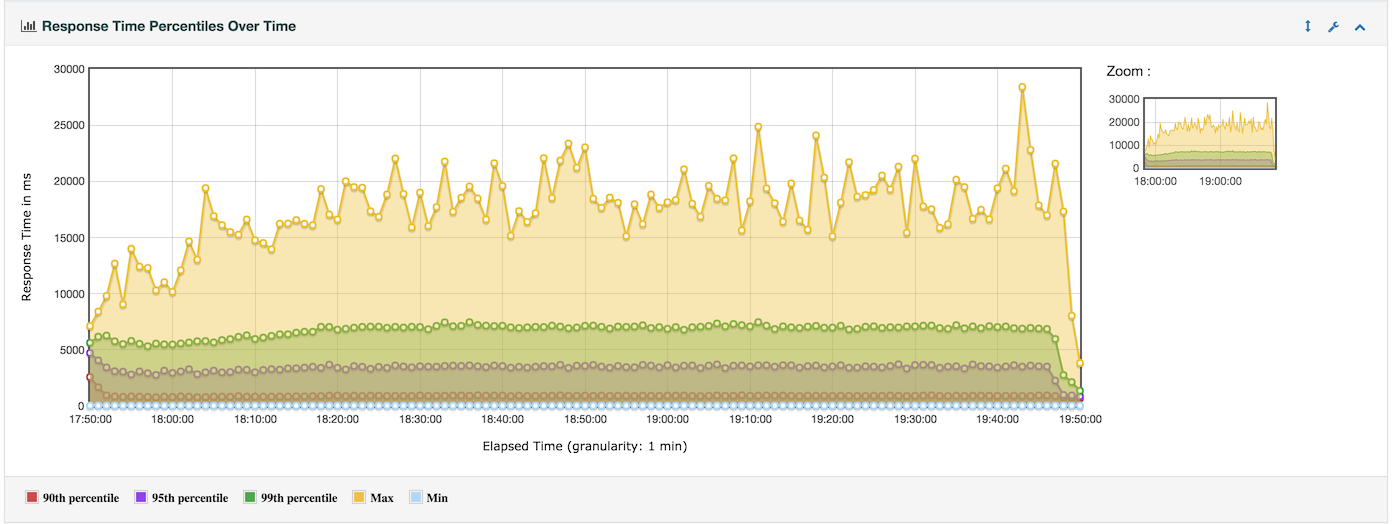 Response Time Percentiles Over Time
Zoom :
30000
25000
20000
15000
10000
5000
0
Response Time in ms
17:50:00 18:00:00 18:10:00 18:20:00 18:30:00 18:40:00 18:50:00 19:00:00 19:10:00 19:20:00 19:30:00 19:40:00 19:50:00
Elapsed Time (granularity: 1 min)
30000
20000
10000
0
18:00:00 19:00:00
90th percentile 95th percentile 99th percentile Max Min